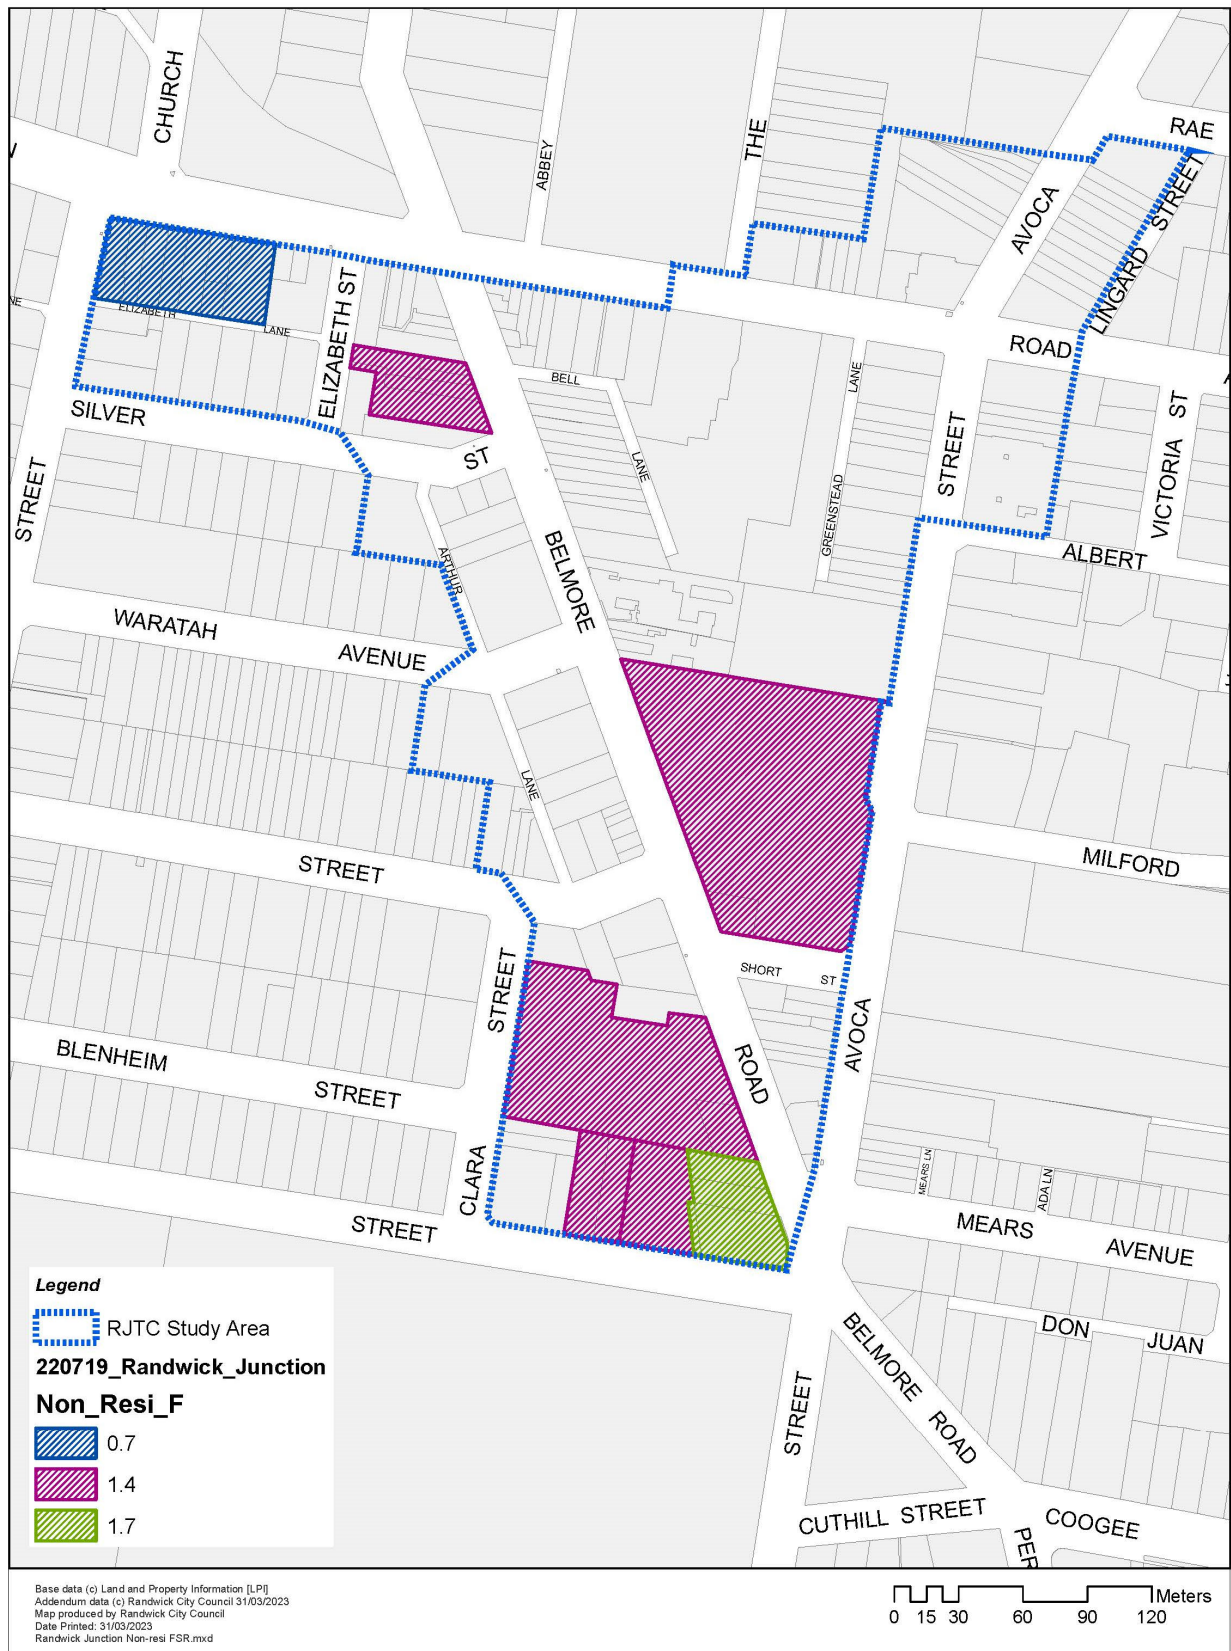 CHURCH
ABBEY
THE
RAE
AVOCA
STREET
LINGARD
ELIZABETH ST
ELIZABETH
LANE
ROAD
BELL
LANE
SILVER
ST
VICTORIA ST
STREET
LANE
STREET
GREENSTEAD
ALBERT
ARTHUR
BELMORE
WARATAH
AVENUE
LANE
STREET
MILFORD
SHORT ST
STREET
AVOCA
BLENHEIM
STREET
ROAD
CLARA
MEARS LN
ADA LN
STREET
MEARS
AVENUE
DON
JUAN
BELMORE
ROAD
STREET
CUTHILL STREET
COOGEE
PER
Legend
RJTC Study Area
220719_Randwick_Junction
Non_Resi_F
0.7
1.4
1.7
Base data (c) Land and Property Information [LPI]
Addendum data (c) Randwick City Council 31/03/2023
Map produced by Randwick City Council
Date Printed: 31/03/2023
Randwick Junction Non-resi FSR.mxd
Meters
0 15 30 60 90 120